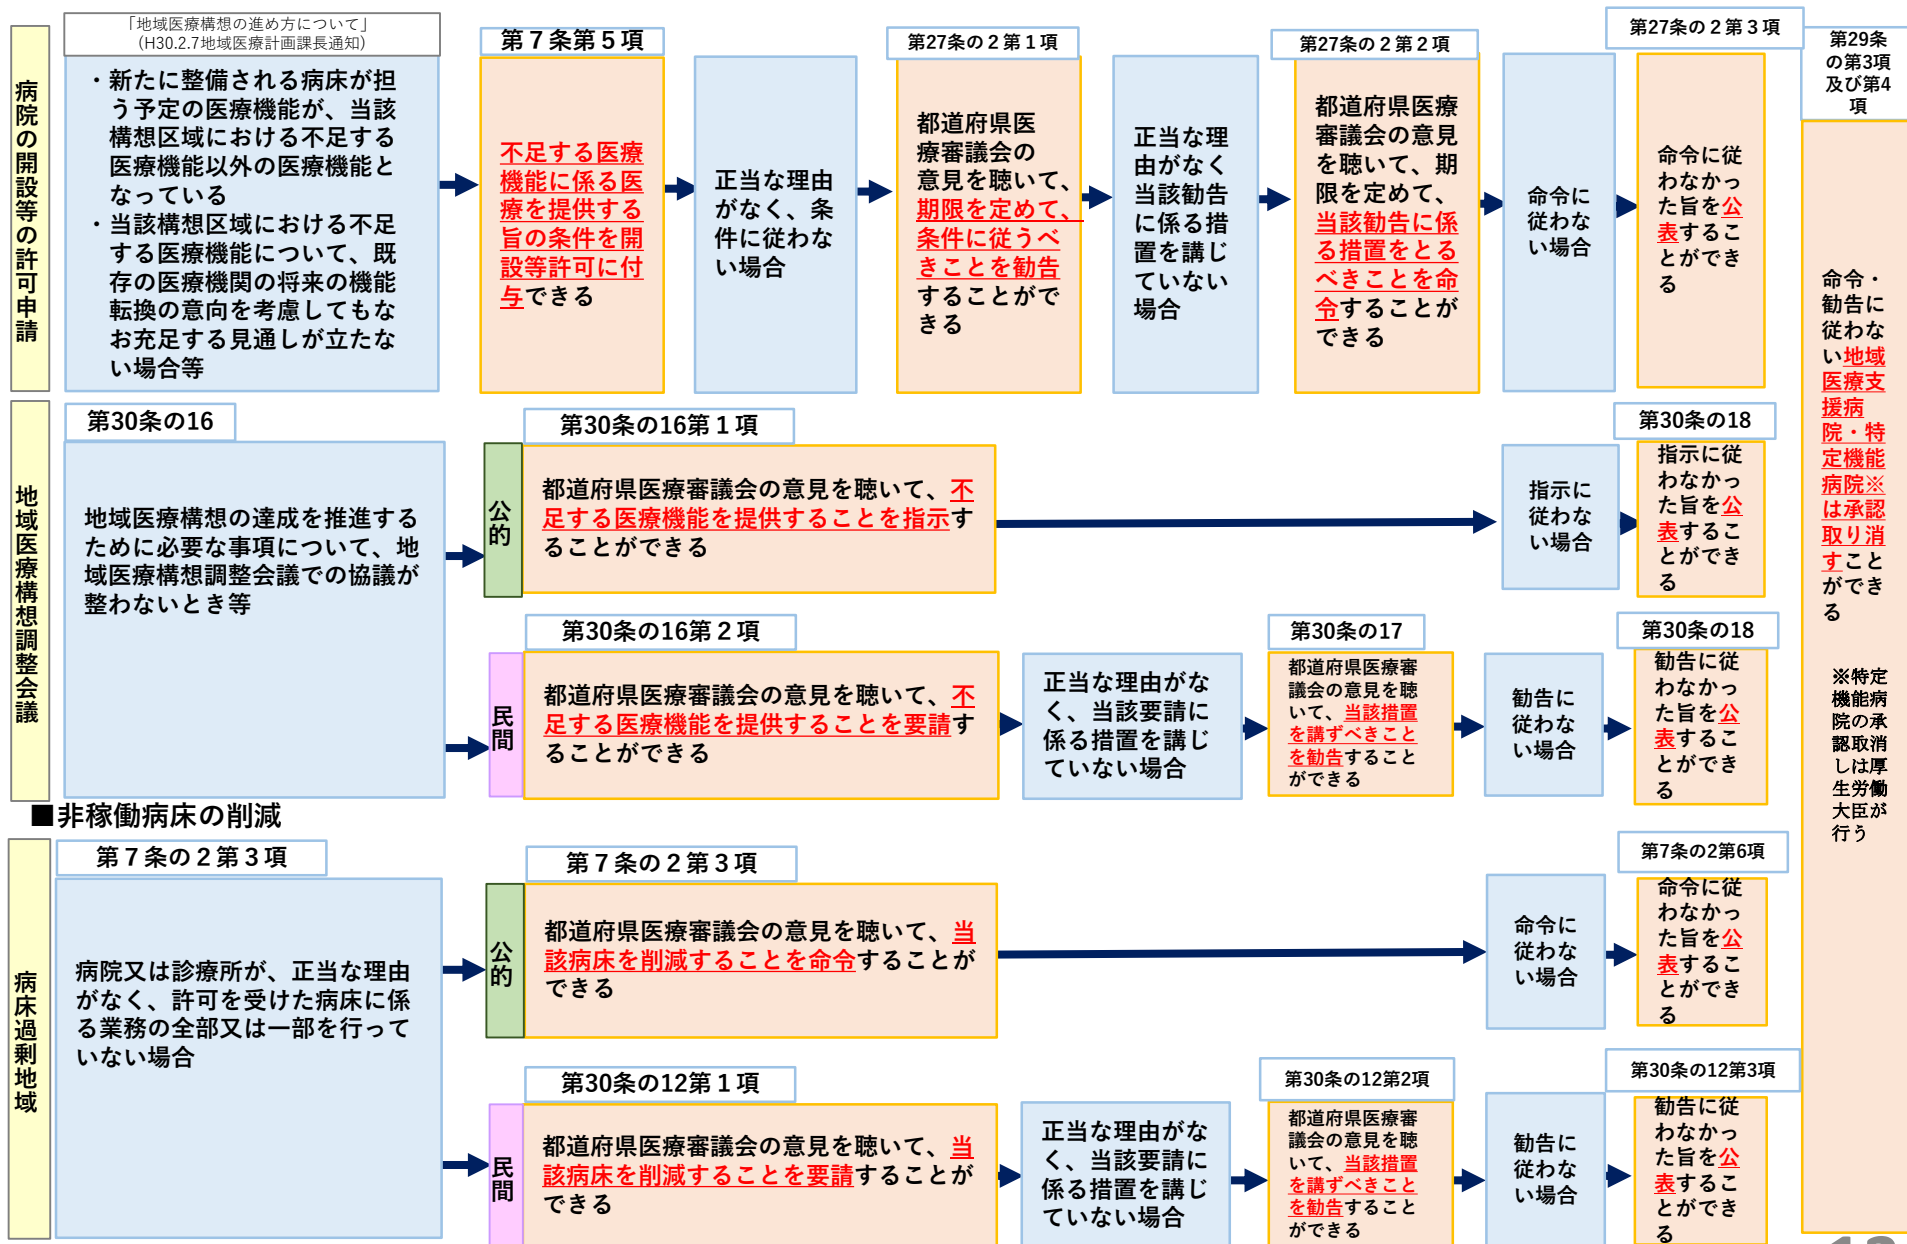 「地域医療構想の進め方について」
(H30.2.7地域医療計画課長通知)
病院の開設等の許可申請
・新たに整備される病床が担
う予定の医療機能が、当該
構想区域における不足する
医療機能以外の医療機能と
なっている
・当該構想区域における不足
する医療機能について、既
存の医療機関の将来の機能
転換の意向を考慮してもな
お充足する見通しが立たな
い場合等
第７条第５項
不足する医療
機能に係る医
療を提供する
旨の条件を開
設等許可に付
与できる
正当な理由
がなく、条
件に従わな
い場合
第27条の２第１項
都道府県医
療審議会の
意見を聴いて、
期限を定めて、
条件に従うべ
きことを勧告
することがで
きる
正当な理
由がなく
当該勧告
に係る措
置を講じ
ていない
場合
第27条の２第２項
都道府県医療
審議会の意見
を聴いて、期
限を定めて、
当該勧告に係
る措置をとる
べきことを命
令することが
できる
命令に
従わな
い場合
第27条の２第３項
命令に従
わなかっ
た旨を公
表するこ
とができ
る
第29条
の第3項
及び第4
項
命令・
勧告に
従わな
い地域
医療支
援病
院・特
定機能
病院※
は承認
取り消
すこと
ができ
る
※特定
機能病
院の承
認取消
しは厚
生労働
大臣が
行う
地域医療構想調整会議
第30条の16
地域医療構想の達成を推進する
ために必要な事項について、地
域医療構想調整会議での協議が
整わないとき等
公的
第30条の16第１項
都道府県医療審議会の意見を聴いて、不
足する医療機能を提供することを指示す
ることができる
指示に
従わな
い場合
第30条の18
指示に従
わなかっ
た旨を公
表するこ
とができ
る
民間
第30条の16第２項
都道府県医療審議会の意見を聴いて、不
足する医療機能を提供することを要請す
ることができる
正当な理由がな
く、当該要請に
係る措置を講じ
ていない場合
第30条の17
都道府県医療審
議会の意見を聴
いて、当該措置
を講ずべきこと
を勧告すること
ができる
勧告に
従わな
い場合
第30条の18
勧告に従
わなかっ
た旨を公
表するこ
とができ
る
■非稼働病床の削減
病床過剰地域
第７条の２第３項
病院又は診療所が、正当な理由
がなく、許可を受けた病床に係
る業務の全部又は一部を行って
いない場合
公的
第７条の２第３項
都道府県医療審議会の意見を聴いて、当
該病床を削減することを命令することが
できる
命令に
従わな
い場合
第7条の2第6項
命令に従
わなかっ
た旨を公
表するこ
とができ
る
民間
第30条の12第１項
都道府県医療審議会の意見を聴いて、当
該病床を削減することを要請することが
できる
正当な理由がな
く、当該要請に
係る措置を講じ
ていない場合
第30条の12第2項
都道府県医療審
議会の意見を聴
いて、当該措置
を講ずべきこと
を勧告すること
ができる
勧告に
従わな
い場合
第30条の12第3項
勧告に従
わなかっ
た旨を公
表するこ
とができ
る